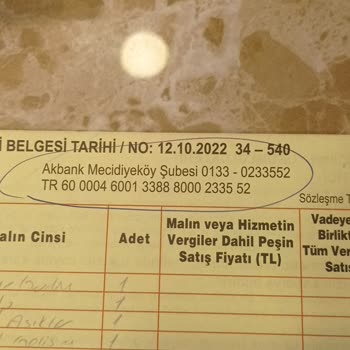 İ BELGESİ TARİHİ / NO: 12.10.2022 34 – 540
Akbank Mecidiyeköy Şubesi 0133 - 0233552
TR 60 0004 6001 3388 8000 2335 52
Sözleşme T
alın Cinsi
Adet
Malın veya Hizmetin
Vergiler Dahil Peşin
Satış Fiyatı (TL)
Vadeye
Birlikt
Tüm Ver
Satış
1
1
Aşıklar 1
1